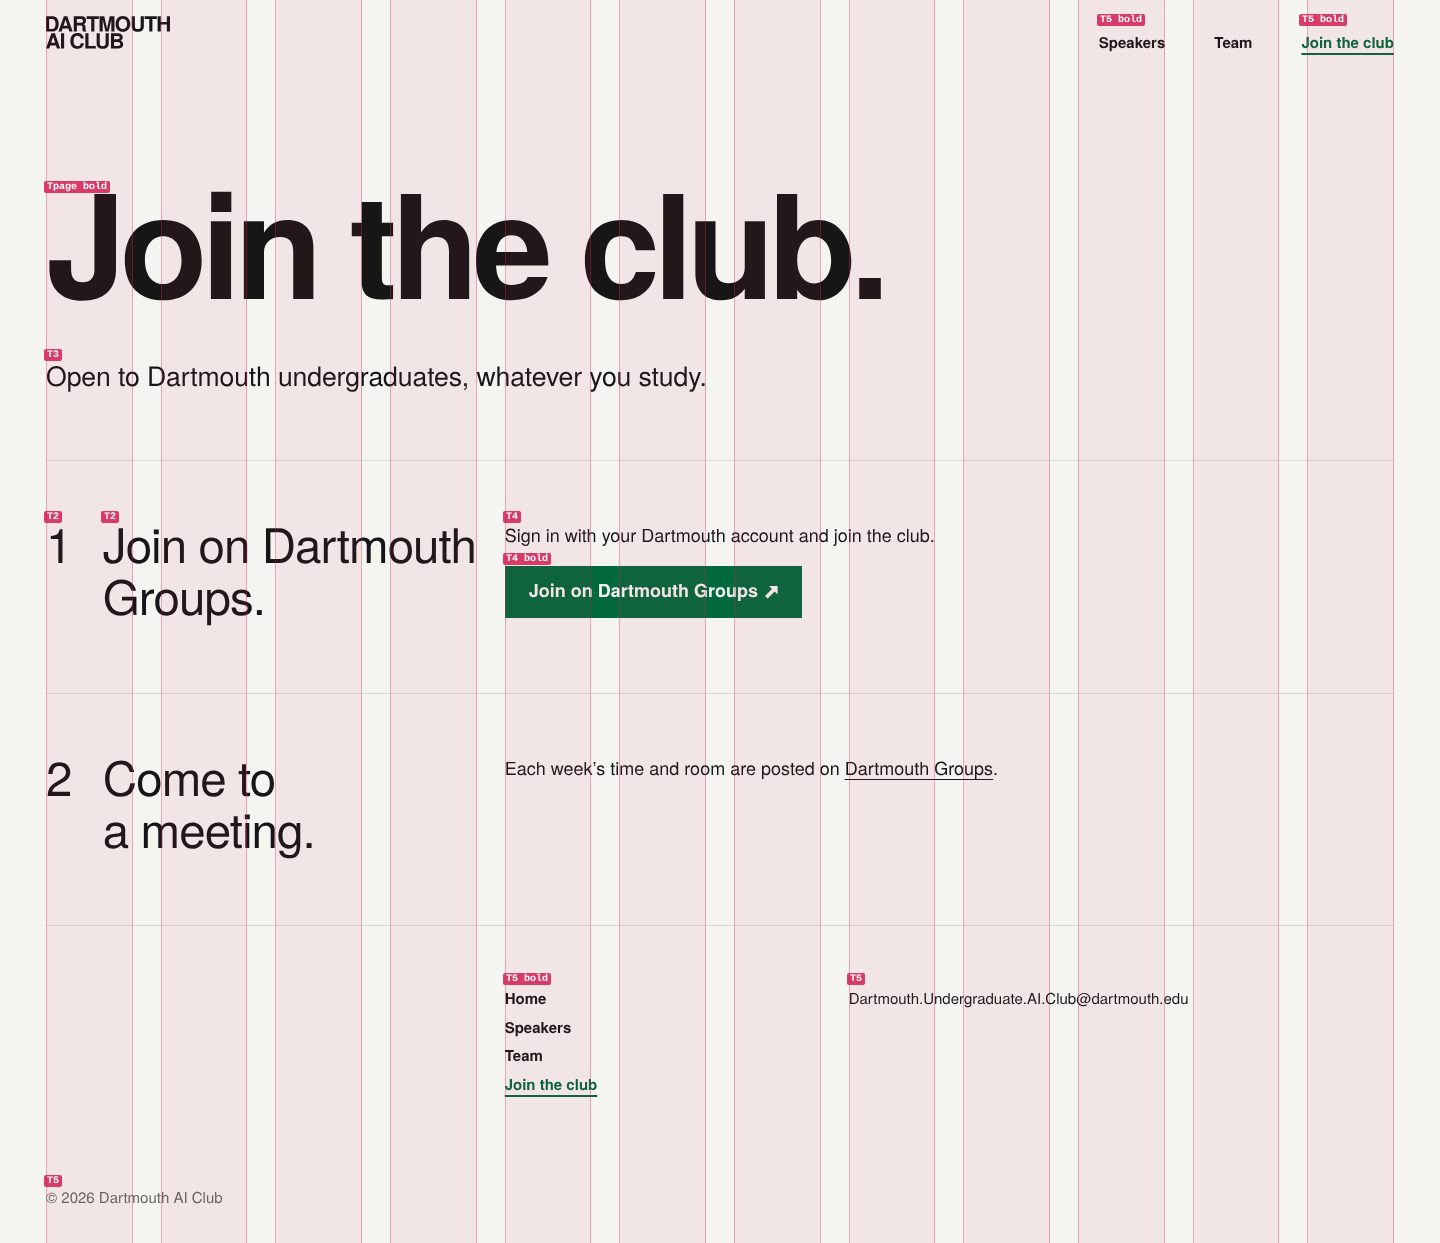 DARTMOUTH
AI CLUB
T5 bold
T5 bold
Speakers Team Join the club
Tpage bold
Join the club.
T3
Open to Dartmouth undergraduates, whatever you study.
T2 T2 T4
1 Join on Dartmouth
Groups.
Sign in with your Dartmouth account and join the club.
T4 bold
Join on Dartmouth Groups ↗
2 Come to
a meeting.
Each week’s time and room are posted on Dartmouth Groups.
T5 bold
Home
Speakers
Team
Join the club
T5
Dartmouth.Undergraduate.AI.Club@dartmouth.edu
T5
© 2026 Dartmouth AI Club